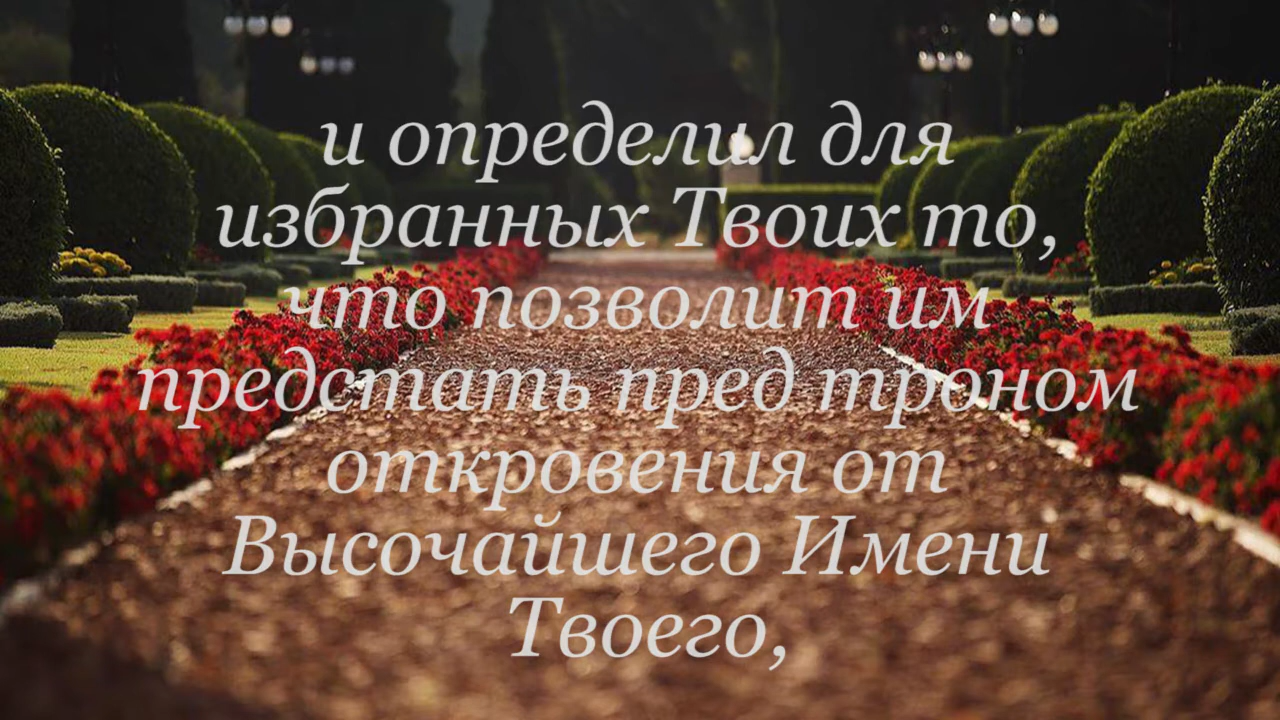 и определил для
избранных Твоих то,
что позволит им
предстать пред троном
откровения от
Высочайшего Имени
Твоего,